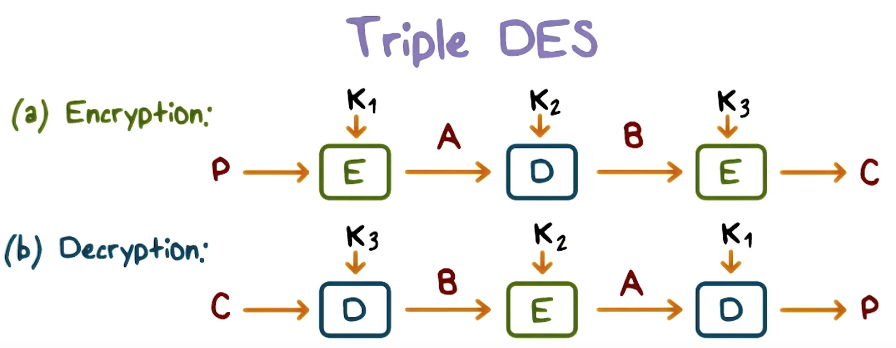 Triple DES
(a) Encryption:
K1 K2 K3
P E A D B E C
(b) Decryption:
K3 K2 K1
C D B E A D P